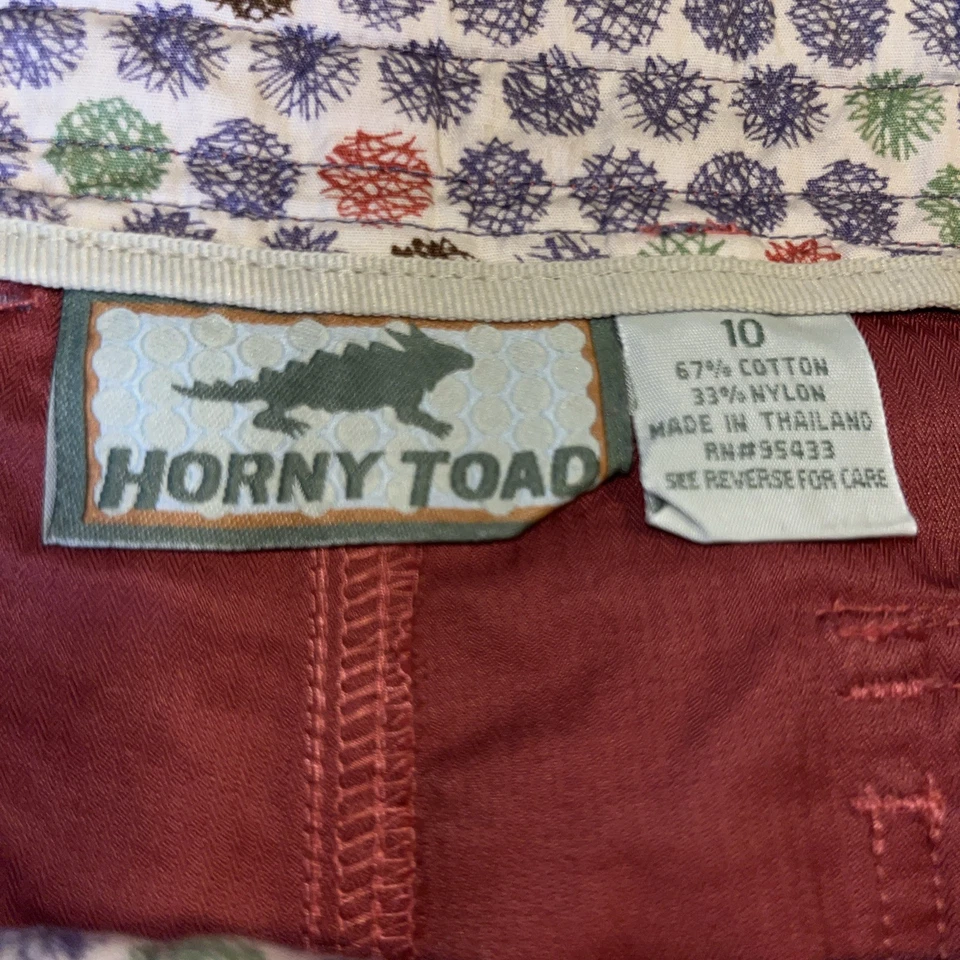 HORNY TOAD
10
67% COTTON
33% NYLON
MADE IN THAILAND
RN#95433
SEE REVERSE FOR CARE